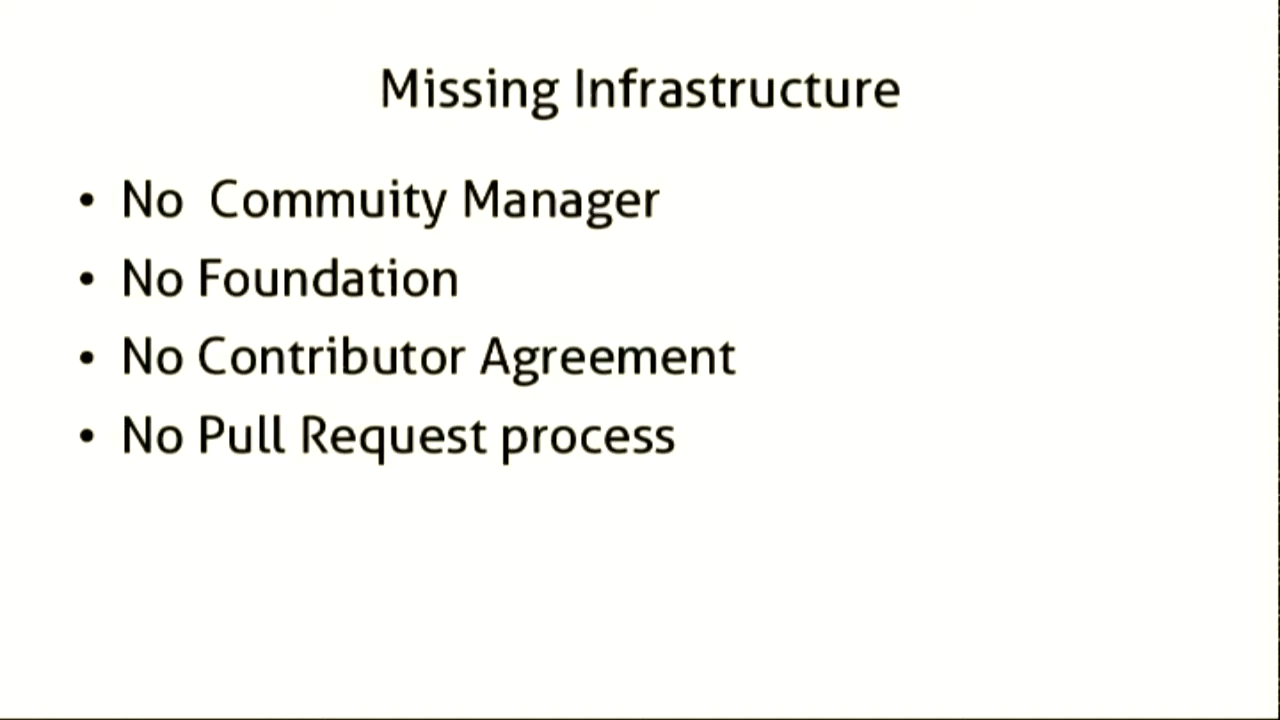 Missing Infrastructure
• No  Commuity Manager
• No Foundation
• No Contributor Agreement
• No Pull Request process